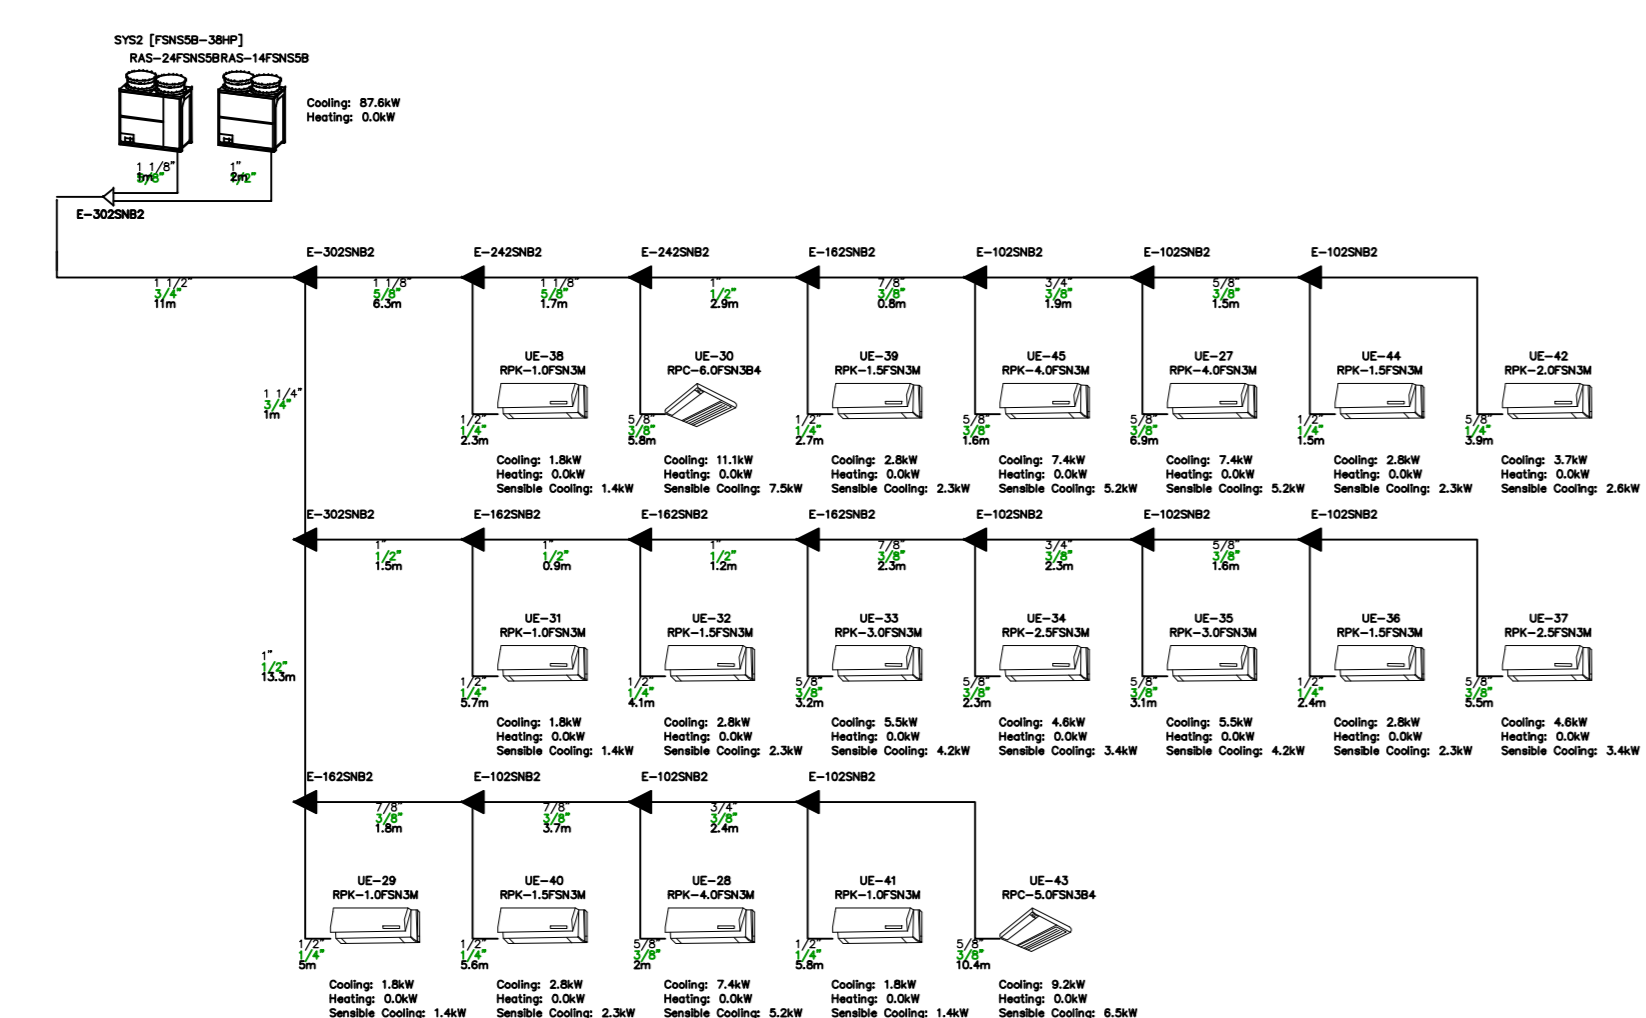 SYS2 [FSNS5B-38HP]
RAS-24FSNS5B RAS-14FSNS5B
Cooling: 87.6kW
Heating: 0.0kW
1 1/8" 1"
5/8" 1/2"
2m
E-302SNB2
E-302SNB2 E-242SNB2 E-242SNB2 E-162SNB2 E-102SNB2 E-102SNB2 E-102SNB2
1 1/2" 1 1/8" 1 1/8" 1" 7/8" 3/4" 5/8"
3/4" 5/8" 5/8" 1/2" 3/8" 3/8" 3/8"
11m 6.3m 1.7m 2.9m 0.8m 1.9m 1.5m
UE-38 UE-30 UE-39 UE-45 UE-27 UE-44 UE-42
RPK-1.0FSN3M RPC-6.0FSN3B4 RPK-1.5FSN3M RPK-4.0FSN3M RPK-4.0FSN3M RPK-1.5FSN3M RPK-2.0FSN3M
1 1/4"
3/4"
1m
1/2" 5/8" 1/2" 5/8" 5/8" 1/2" 5/8"
1/4" 3/8" 1/4" 3/8" 3/8" 1/4" 1/4"
2.3m 5.8m 2.7m 1.6m 6.9m 1.5m 3.9m
Cooling: 1.8kW Cooling: 11.1kW Cooling: 2.8kW Cooling: 7.4kW Cooling: 7.4kW Cooling: 2.8kW Cooling: 3.7kW
Heating: 0.0kW Heating: 0.0kW Heating: 0.0kW Heating: 0.0kW Heating: 0.0kW Heating: 0.0kW Heating: 0.0kW
Sensible Cooling: 1.4kW Sensible Cooling: 7.5kW Sensible Cooling: 2.3kW Sensible Cooling: 5.2kW Sensible Cooling: 5.2kW Sensible Cooling: 2.3kW Sensible Cooling: 2.6kW
E-302SNB2 E-162SNB2 E-162SNB2 E-162SNB2 E-102SNB2 E-102SNB2 E-102SNB2
1" 1" 1" 7/8" 3/4" 5/8"
1/2" 1/2" 1/2" 3/8" 3/8" 3/8"
1.5m 0.9m 1.2m 2.3m 2.3m 1.6m
UE-31 UE-32 UE-33 UE-34 UE-35 UE-36 UE-37
RPK-1.0FSN3M RPK-1.5FSN3M RPK-3.0FSN3M RPK-2.5FSN3M RPK-3.0FSN3M RPK-1.5FSN3M RPK-2.5FSN3M
1"
1/2"
13.3m
1/2" 1/2" 5/8" 5/8" 5/8" 1/2" 5/8"
1/4" 1/4" 3/8" 3/8" 3/8" 1/4" 3/8"
5.7m 4.1m 3.2m 2.3m 3.1m 2.4m 5.5m
Cooling: 1.8kW Cooling: 2.8kW Cooling: 5.5kW Cooling: 4.6kW Cooling: 5.5kW Cooling: 2.8kW Cooling: 4.6kW
Heating: 0.0kW Heating: 0.0kW Heating: 0.0kW Heating: 0.0kW Heating: 0.0kW Heating: 0.0kW Heating: 0.0kW
Sensible Cooling: 1.4kW Sensible Cooling: 2.3kW Sensible Cooling: 4.2kW Sensible Cooling: 3.4kW Sensible Cooling: 4.2kW Sensible Cooling: 2.3kW Sensible Cooling: 3.4kW
E-162SNB2 E-102SNB2 E-102SNB2 E-102SNB2
7/8" 7/8" 3/4"
3/8" 3/8" 3/8"
1.8m 3.7m 2.4m
UE-29 UE-40 UE-28 UE-41 UE-43
RPK-1.0FSN3M RPK-1.5FSN3M RPK-4.0FSN3M RPK-1.0FSN3M RPC-5.0FSN3B4
1/2" 1/2" 5/8" 1/2" 5/8"
1/4" 1/4" 3/8" 1/4" 3/8"
5m 5.6m 2m 5.8m 10.4m
Cooling: 1.8kW Cooling: 2.8kW Cooling: 7.4kW Cooling: 1.8kW Cooling: 9.2kW
Heating: 0.0kW Heating: 0.0kW Heating: 0.0kW Heating: 0.0kW Heating: 0.0kW
Sensible Cooling: 1.4kW Sensible Cooling: 2.3kW Sensible Cooling: 5.2kW Sensible Cooling: 1.4kW Sensible Cooling: 6.5kW